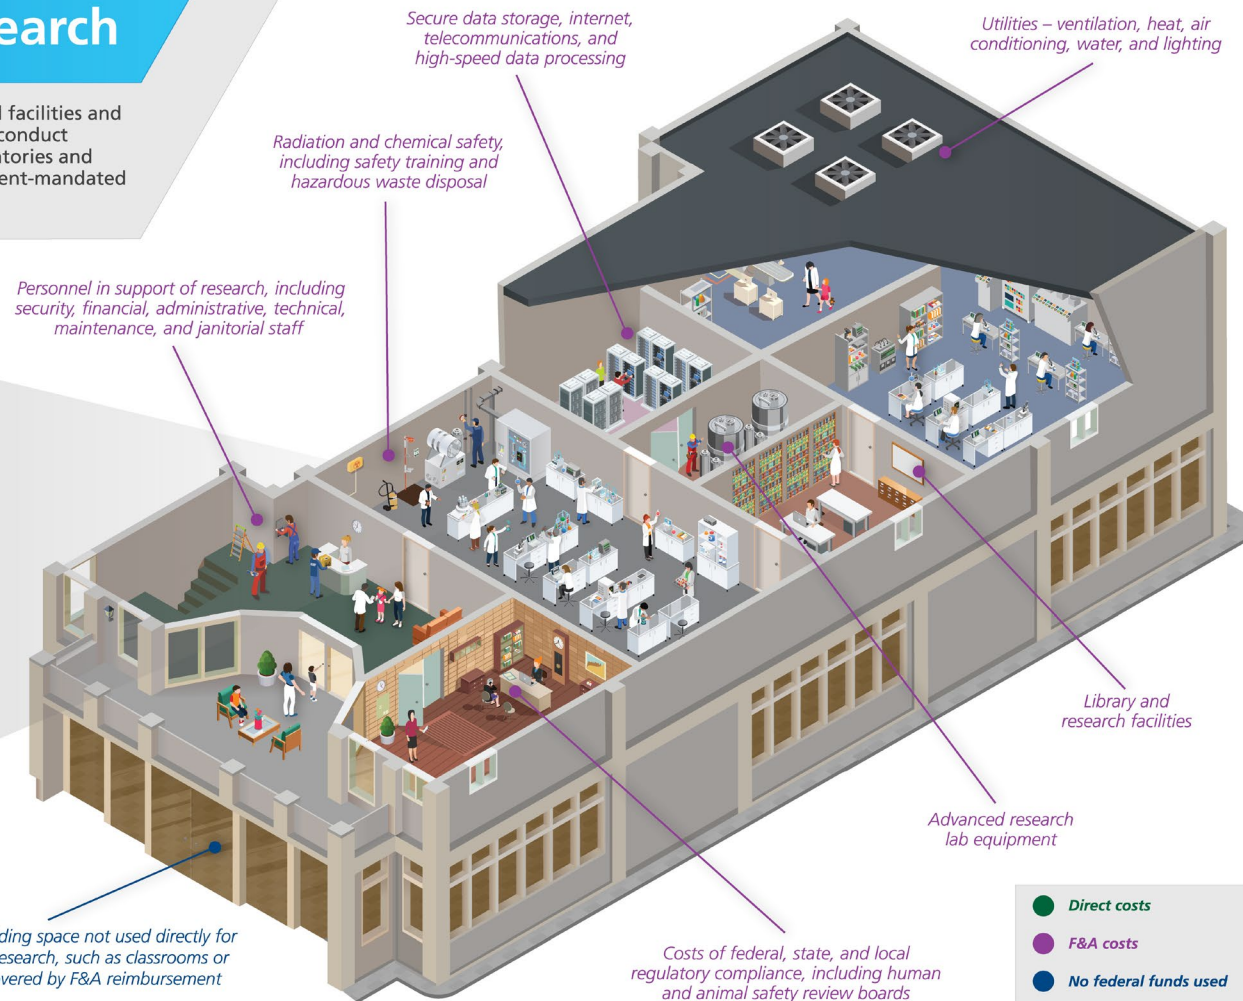 earch
facilities and
conduct
atories and
ent-mandated
Secure data storage, internet,
telecommunications, and
high-speed data processing
Utilities – ventilation, heat, air
conditioning, water, and lighting
Radiation and chemical safety,
including safety training and
hazardous waste disposal
Personnel in support of research, including
security, financial, administrative, technical,
maintenance, and janitorial staff
Library and
research facilities
Advanced research
lab equipment
Costs of federal, state, and local
regulatory compliance, including human
and animal safety review boards
ding space not used directly for
esearch, such as classrooms or
vered by F&A reimbursement
Direct costs
F&A costs
No federal funds used